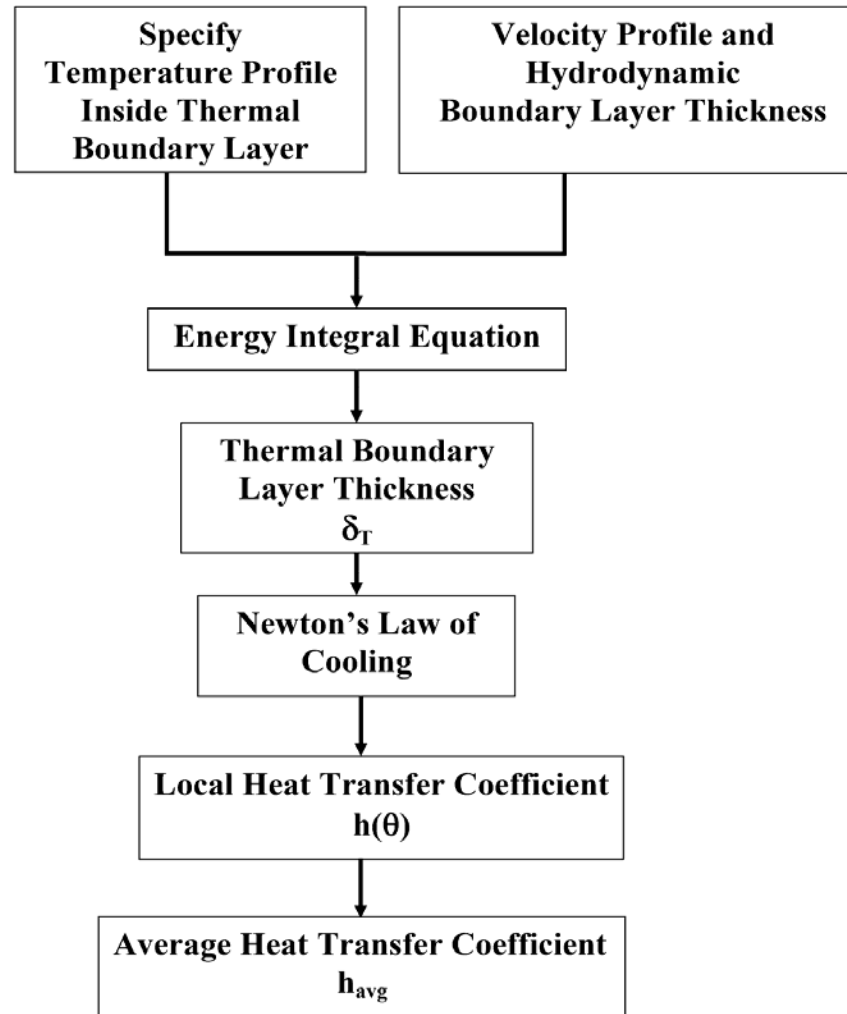 Specify
Temperature Profile
Inside Thermal
Boundary Layer
Velocity Profile and
Hydrodynamic
Boundary Layer Thickness
Energy Integral Equation
Thermal Boundary
Layer Thickness
δT
Newton’s Law of
Cooling
Local Heat Transfer Coefficient
h(θ)
Average Heat Transfer Coefficient
havg